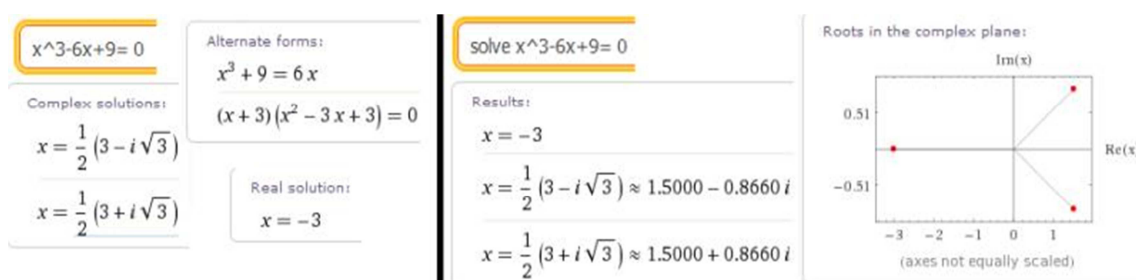 x^3-6x+9= 0
Complex solutions:
x = 1/2 (3 − i √3)
x = 1/2 (3 + i √3)
Alternate forms:
x³ + 9 = 6 x
(x + 3) (x² − 3 x + 3) = 0
Real solution:
x = −3
solve x^3-6x+9= 0
Results:
x = −3
x = 1/2 (3 − i √3) ≈ 1.5000 − 0.8660 i
x = 1/2 (3 + i √3) ≈ 1.5000 + 0.8660 i
Roots in the complex plane:
Im(x)
0.51
Re(x
−0.51
−3 −2 −1 0 1
(axes not equally scaled)